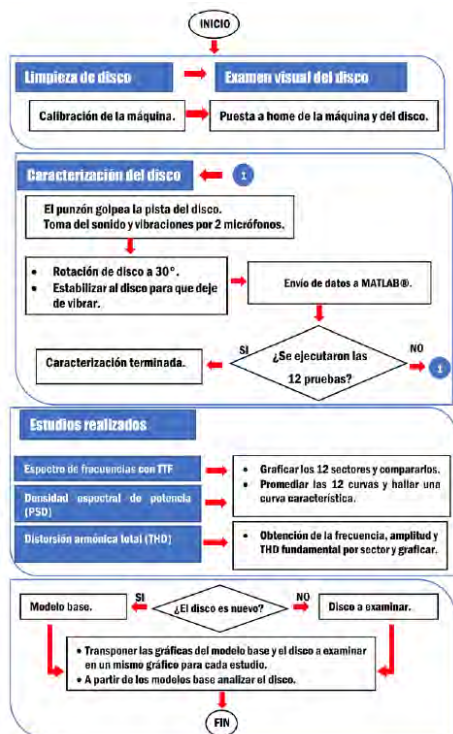 INICIO
Limpieza de disco
Examen visual del disco
Calibración de la máquina.
Puesta a home de la máquina y del disco.
Caracterización del disco
1
El punzón golpea la pista del disco.
Toma del sonido y vibraciones por 2 micrófonos.
• Rotación de disco a 30°.
• Estabilizar al disco para que deje
de vibrar.
Envío de datos a MATLAB®.
¿Se ejecutaron las
12 pruebas?
SI
NO
Caracterización terminada.
1
Estudios realizados
Espectro de frecuencias con TTF
• Graficar los 12 sectores y compararlos.
• Promediar las 12 curvas y hallar una
curva característica.
Densidad espectral de potencia
(PSD)
Distorsión armónica total (THD)
• Obtención de la frecuencia, amplitud y
THD fundamental por sector y graficar.
Modelo base.
SI
¿El disco es nuevo?
NO
Disco a examinar.
• Transponer las gráficas del modelo base y el disco a examinar
en un mismo gráfico para cada estudio.
• A partir de los modelos base analizar el disco.
FIN